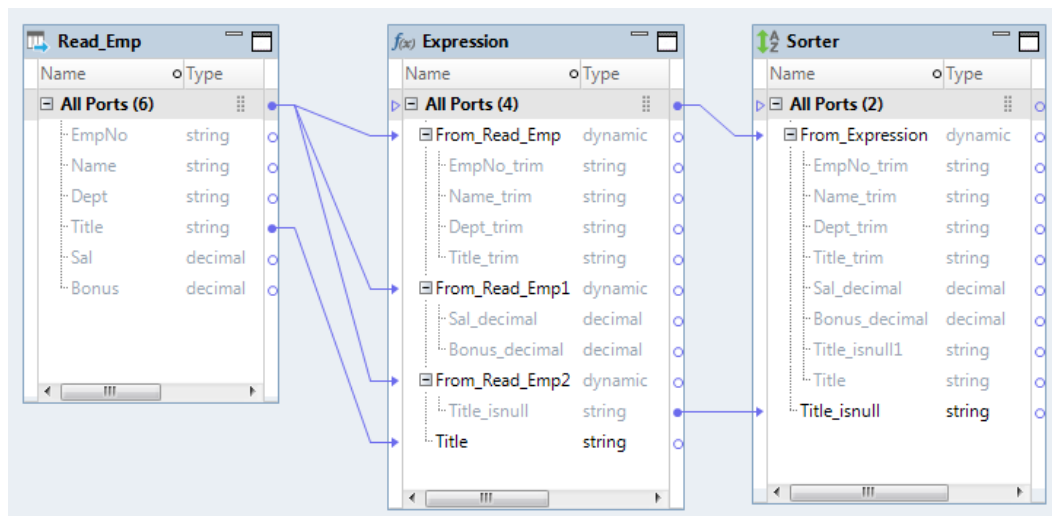 Read_Emp
Name Type
All Ports (6)
EmpNo string
Name string
Dept string
Title string
Sal decimal
Bonus decimal
f(x) Expression
Name Type
All Ports (4)
From_Read_Emp dynamic
EmpNo_trim string
Name_trim string
Dept_trim string
Title_trim string
From_Read_Emp1 dynamic
Sal_decimal decimal
Bonus_decimal decimal
From_Read_Emp2 dynamic
Title_isnull string
Title string
A Z Sorter
Name Type
All Ports (2)
From_Expression dynamic
EmpNo_trim string
Name_trim string
Dept_trim string
Title_trim string
Sal_decimal decimal
Bonus_decimal decimal
Title_isnull1 string
Title string
Title_isnull string